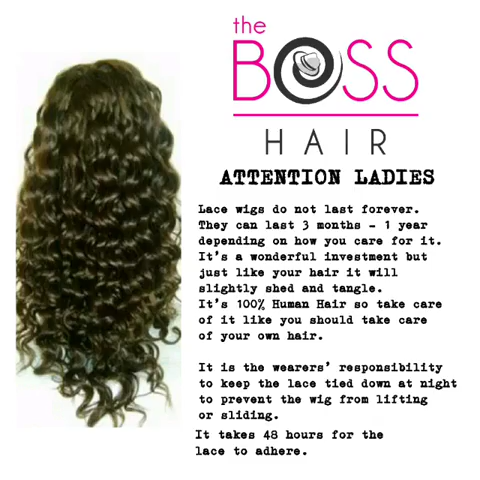 the
BOSS
HAIR
ATTENTION LADIES
Lace wigs do not last forever.
They can last 3 months - 1 year
depending on how you care for it.
It's a wonderful investment but
just like your hair it will
slightly shed and tangle.
It's 100% Human Hair so take care
of it like you should take care
of your own hair.
It is the wearers' responsibility
to keep the lace tied down at night
to prevent the wig from lifting
or sliding.
It takes 48 hours for the
lace to adhere.